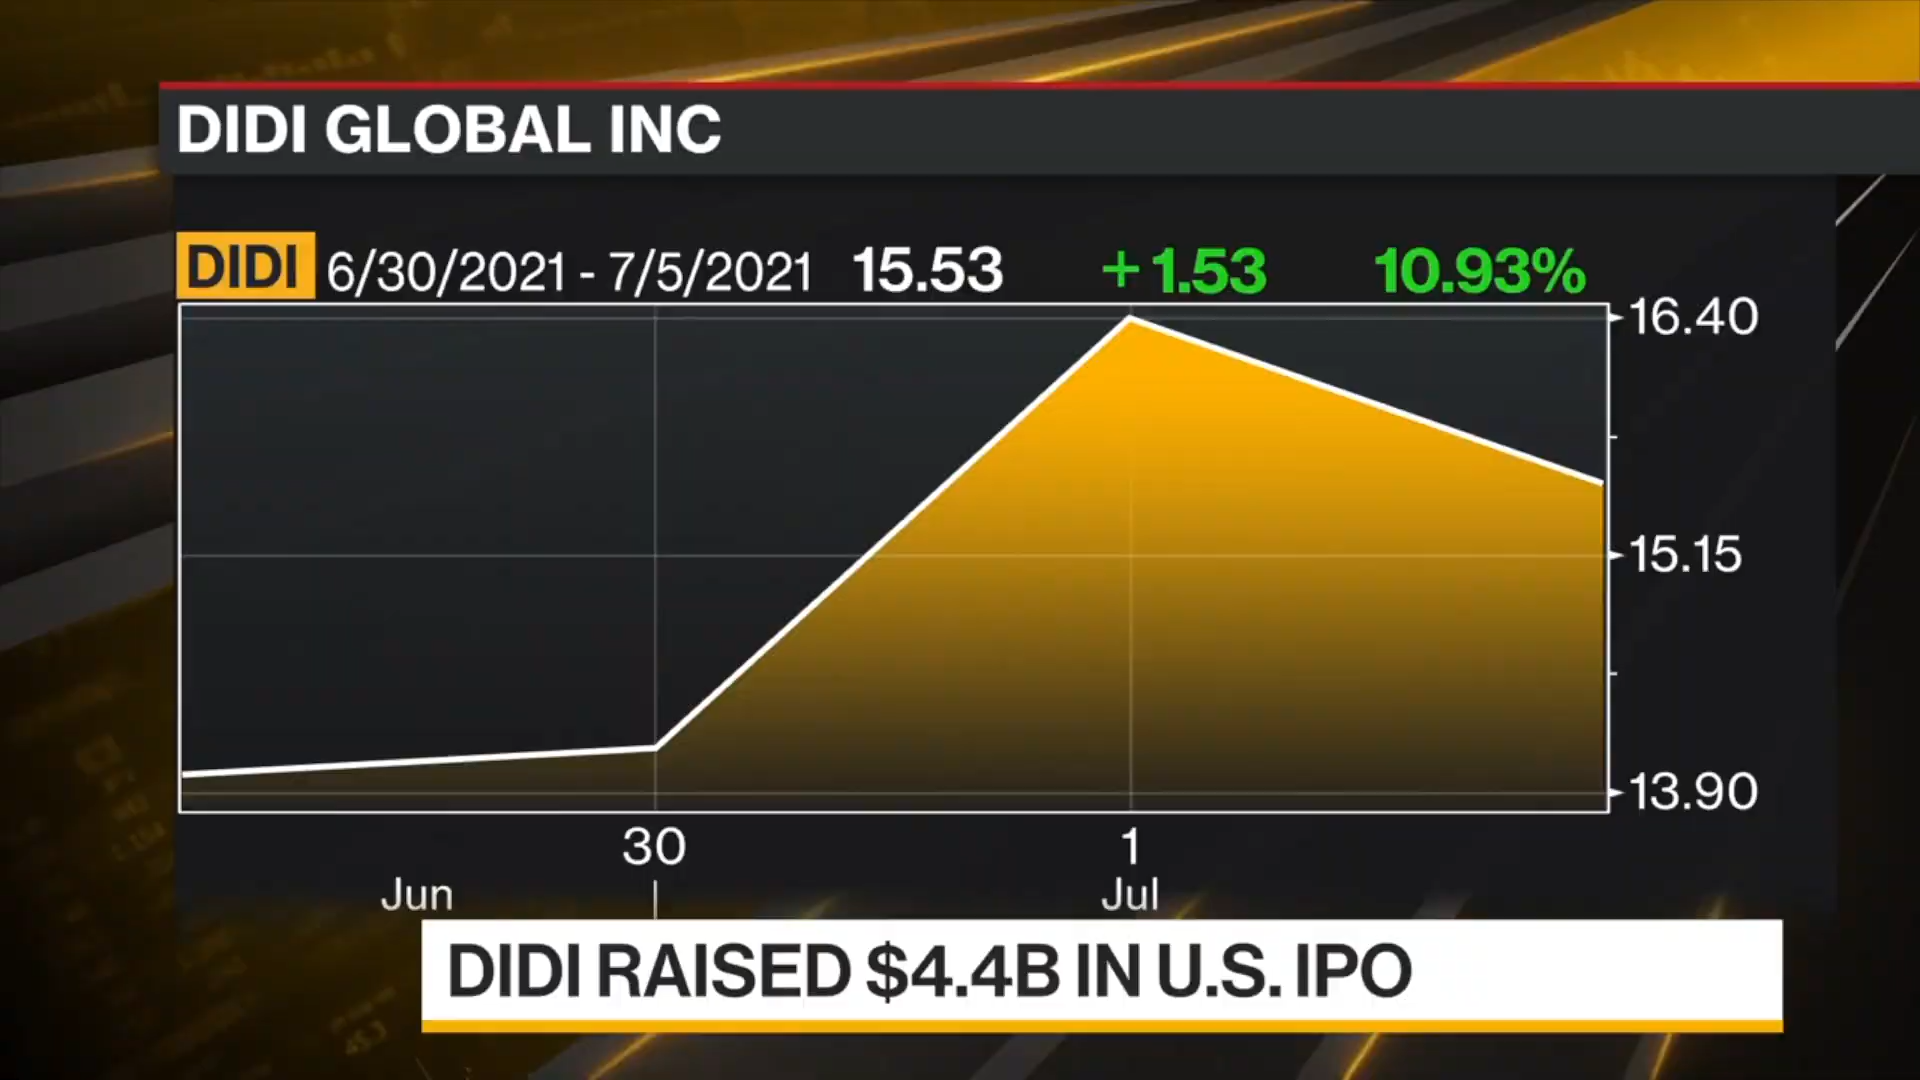 DIDI GLOBAL INC
DIDI 6/30/2021 - 7/5/2021 15.53 +1.53 10.93%
16.40
15.15
13.90
30 1
Jun Jul
DIDI RAISED $4.4B IN U.S. IPO